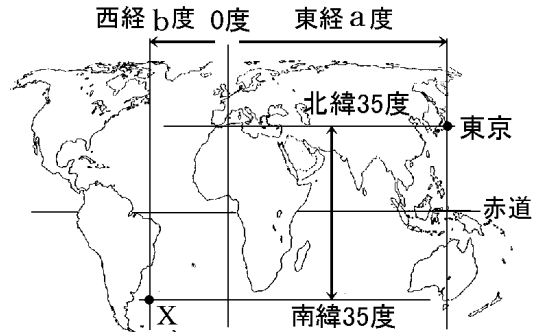 西経b度 0度 東経a度
北緯35度
東京
赤道
X
南緯35度